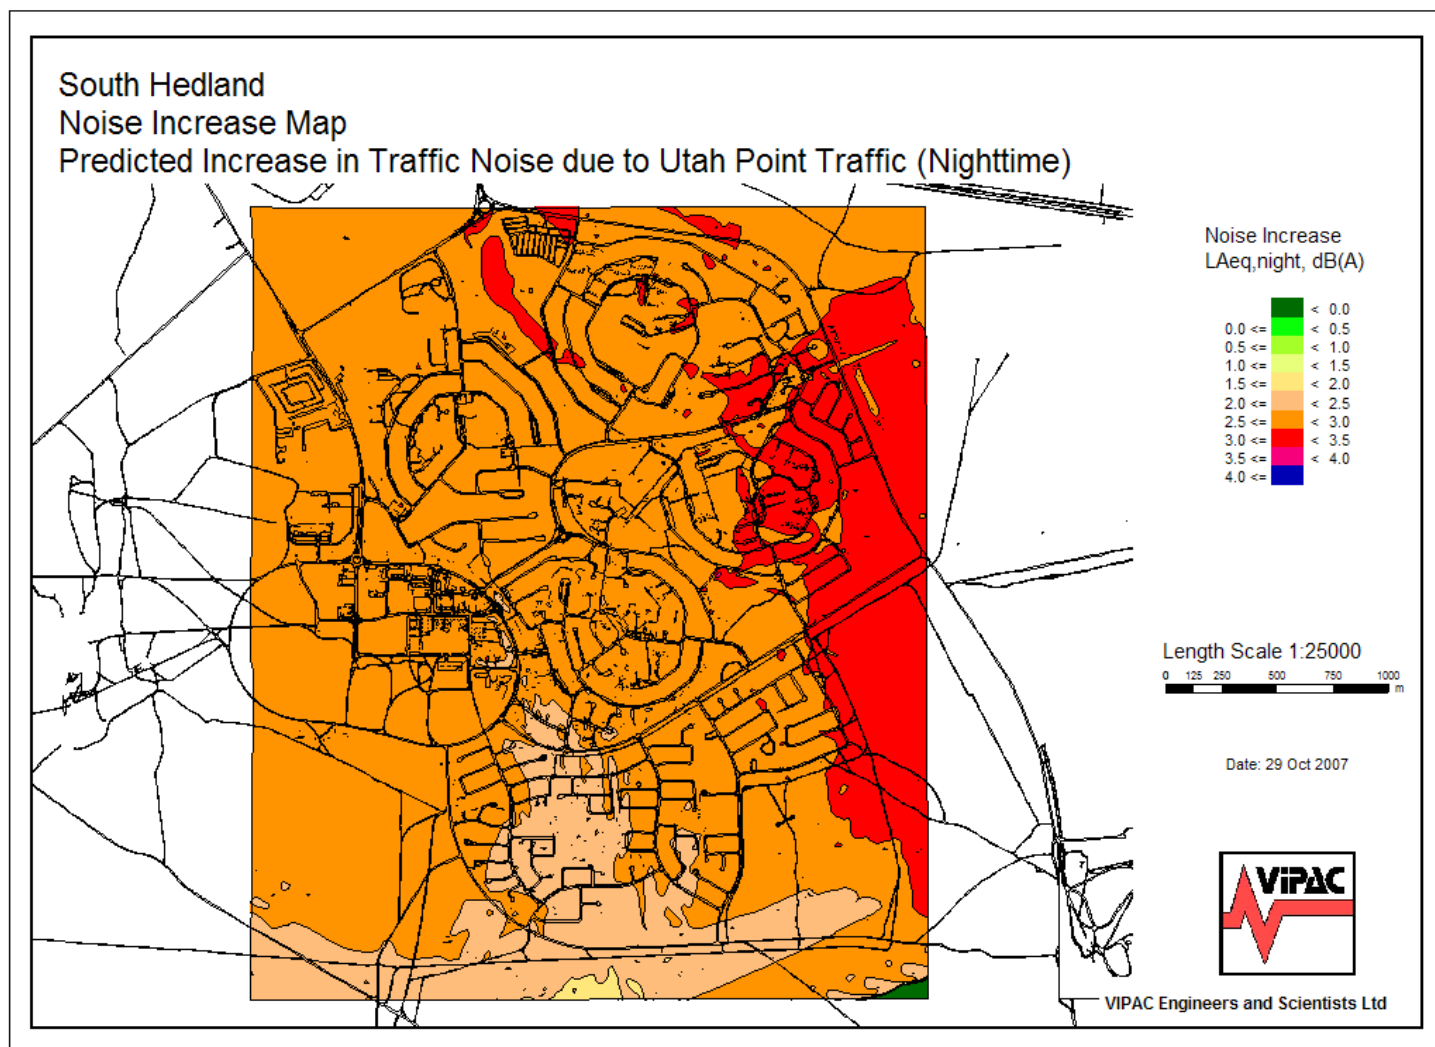 South Hedland
Noise Increase Map
Predicted Increase in Traffic Noise due to Utah Point Traffic (Nighttime)
Noise Increase
LAeq,night, dB(A)
< 0.0
0.0 <= < 0.5
0.5 <= < 1.0
1.0 <= < 1.5
1.5 <= < 2.0
2.0 <= < 2.5
2.5 <= < 3.0
3.0 <= < 3.5
3.5 <= < 4.0
4.0 <=
Length Scale 1:25000
0 125 250 500 750 1000
m
Date: 29 Oct 2007
ViPAC
VIPAC Engineers and Scientists Ltd